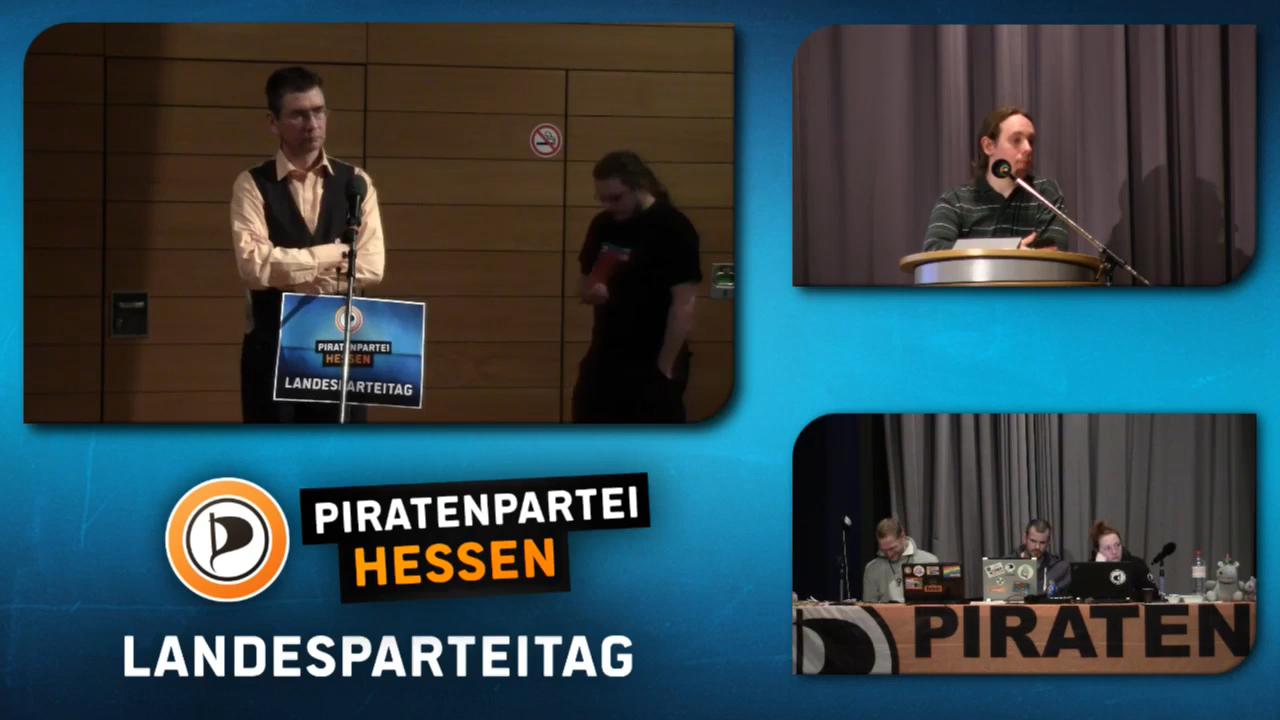 PIRATENPARTEI
HESSEN
LANDESPARTEITAG
PIRATEN
PIRATENPARTEI
HESSEN
LANDESPARTEITAG